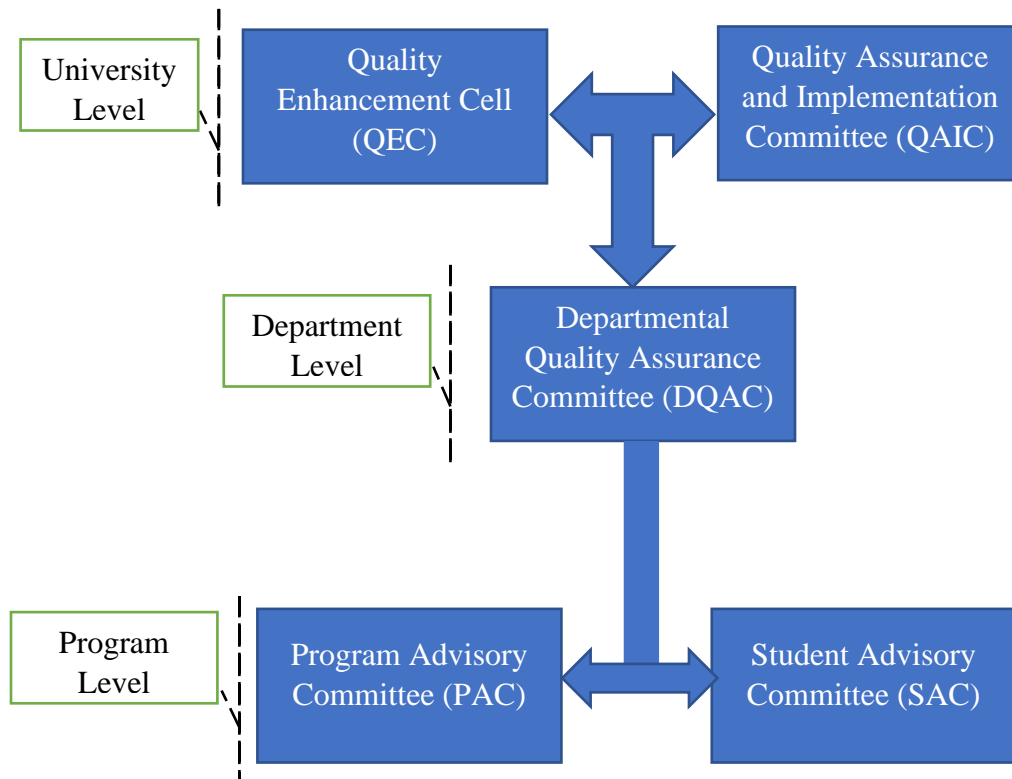 University
Level
Quality
Enhancement Cell
(QEC)
Quality Assurance
and Implementation
Committee (QAIC)
Department
Level
Departmental
Quality Assurance
Committee (DQAC)
Program
Level
Program Advisory
Committee (PAC)
Student Advisory
Committee (SAC)